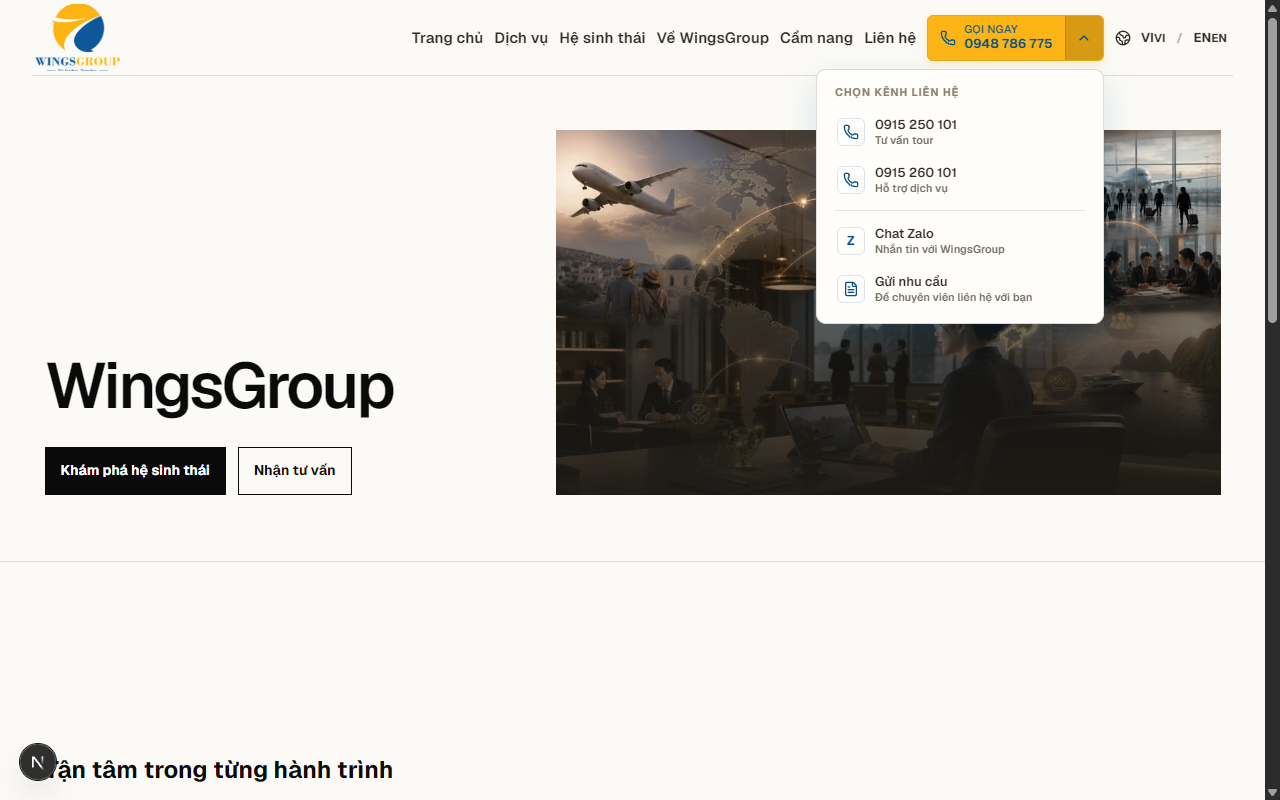 WINGSGROUP
Trang chủ Dịch vụ Hệ sinh thái Về WingsGroup Cẩm nang Liên hệ
GỌI NGAY
0948 786 775
VIVI / ENEN
CHỌN KÊNH LIÊN HỆ
0915 250 101
Tư vấn tour
0915 260 101
Hỗ trợ dịch vụ
Z
Chat Zalo
Nhắn tin với WingsGroup
Gửi nhu cầu
Để chuyên viên liên hệ với bạn
WingsGroup
Khám phá hệ sinh thái
Nhận tư vấn
N
Tận tâm trong từng hành trình